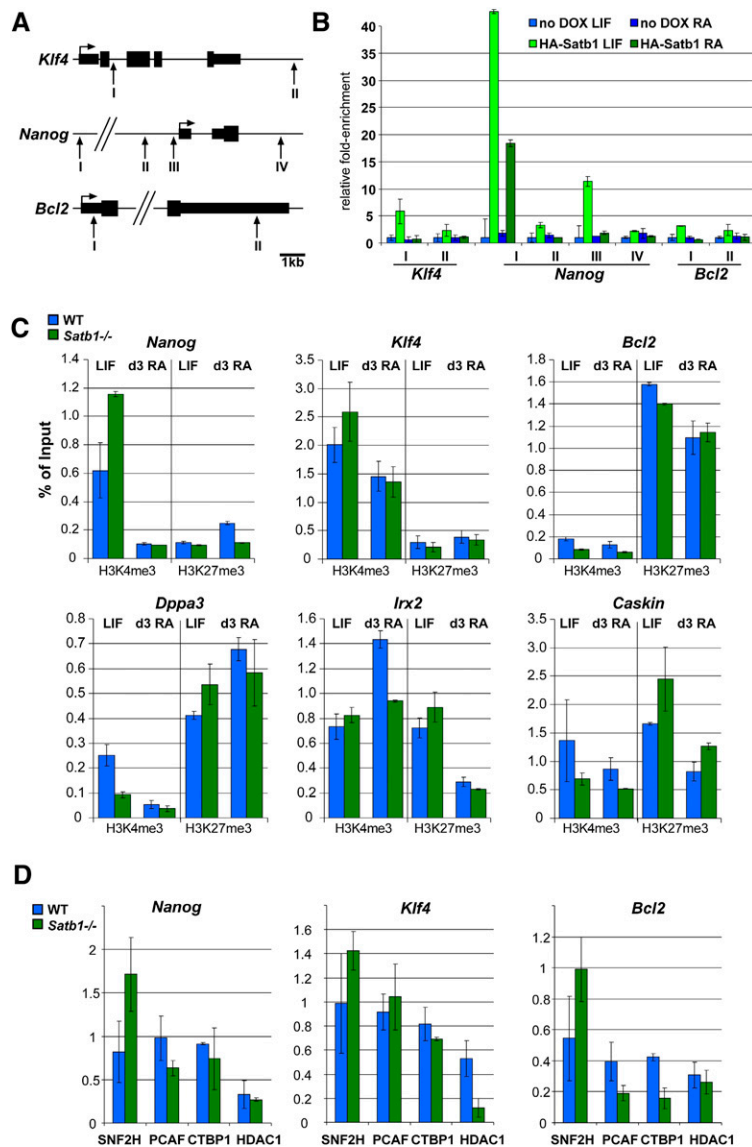 A
Klf4
I
II
Nanog
I
II
III
IV
Bcl2
I
II
1kb
B
no DOX LIF
no DOX RA
HA-Satb1 LIF
HA-Satb1 RA
relative fold-enrichment
40
35
30
25
20
15
10
5
0
I II I II III IV I II
Klf4 Nanog Bcl2
C
WT
Satb1-/-
% of Input
Nanog
LIF d3 RA LIF d3 RA
1.4
1.2
1.0
0.8
0.6
0.4
0.2
0
H3K4me3 H3K27me3
Klf4
LIF d3 RA LIF d3 RA
3.5
3.0
2.5
2.0
1.5
1.0
0.5
0
H3K4me3 H3K27me3
Bcl2
LIF d3 RA LIF d3 RA
1.8
1.6
1.4
1.2
1.0
0.8
0.6
0.4
0.2
0
H3K4me3 H3K27me3
Dppa3
LIF d3 RA LIF d3 RA
0.8
0.7
0.6
0.5
0.4
0.3
0.2
0.1
0
H3K4me3 H3K27me3
Irx2
LIF d3 RA LIF d3 RA
1.6
1.4
1.2
1.0
0.8
0.6
0.4
0.2
0
H3K4me3 H3K27me3
Caskin
LIF d3 RA LIF d3 RA
3.5
3.0
2.5
2.0
1.5
1.0
0.5
0
H3K4me3 H3K27me3
D
WT
Satb1-/-
Nanog
2
1.5
1
0.5
0
SNF2H PCAF CTBP1 HDAC1
Klf4
1.6
1.4
1.2
1
0.8
0.6
0.4
0.2
0
SNF2H PCAF CTBP1 HDAC1
Bcl2
1.2
1
0.8
0.6
0.4
0.2
0
SNF2H PCAF CTBP1 HDAC1